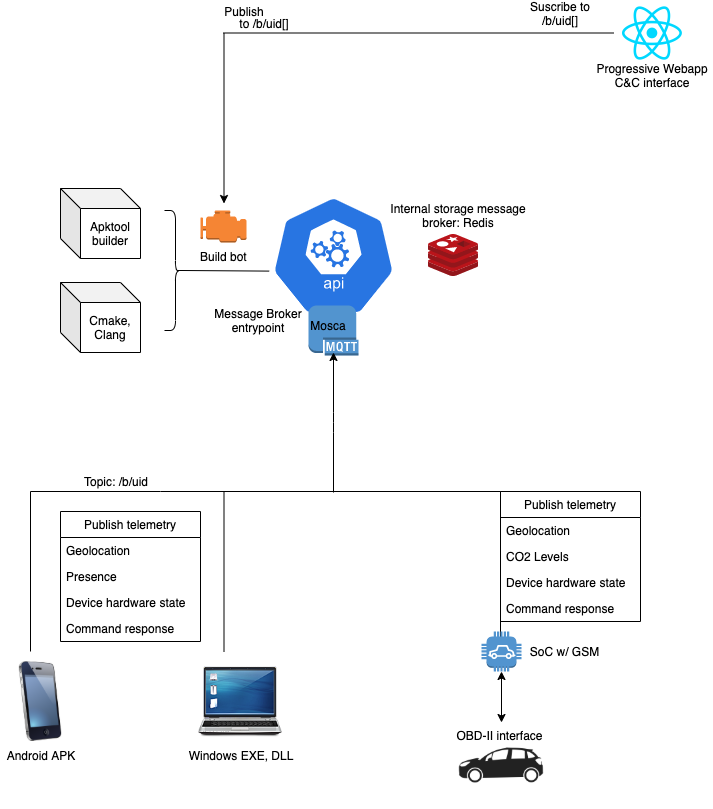 Publish
to /b/uid[]
Suscribe to
/b/uid[]
Progressive Webapp
C&C interface
Apktool
builder
Build bot
Internal storage message
broker: Redis
api
Cmake,
Clang
Message Broker
entrypoint
Mosca
MQTT
Topic: /b/uid
Publish telemetry
Geolocation
Presence
Device hardware state
Command response
Publish telemetry
Geolocation
CO2 Levels
Device hardware state
Command response
SoC w/ GSM
Android APK
Windows EXE, DLL
OBD-II interface